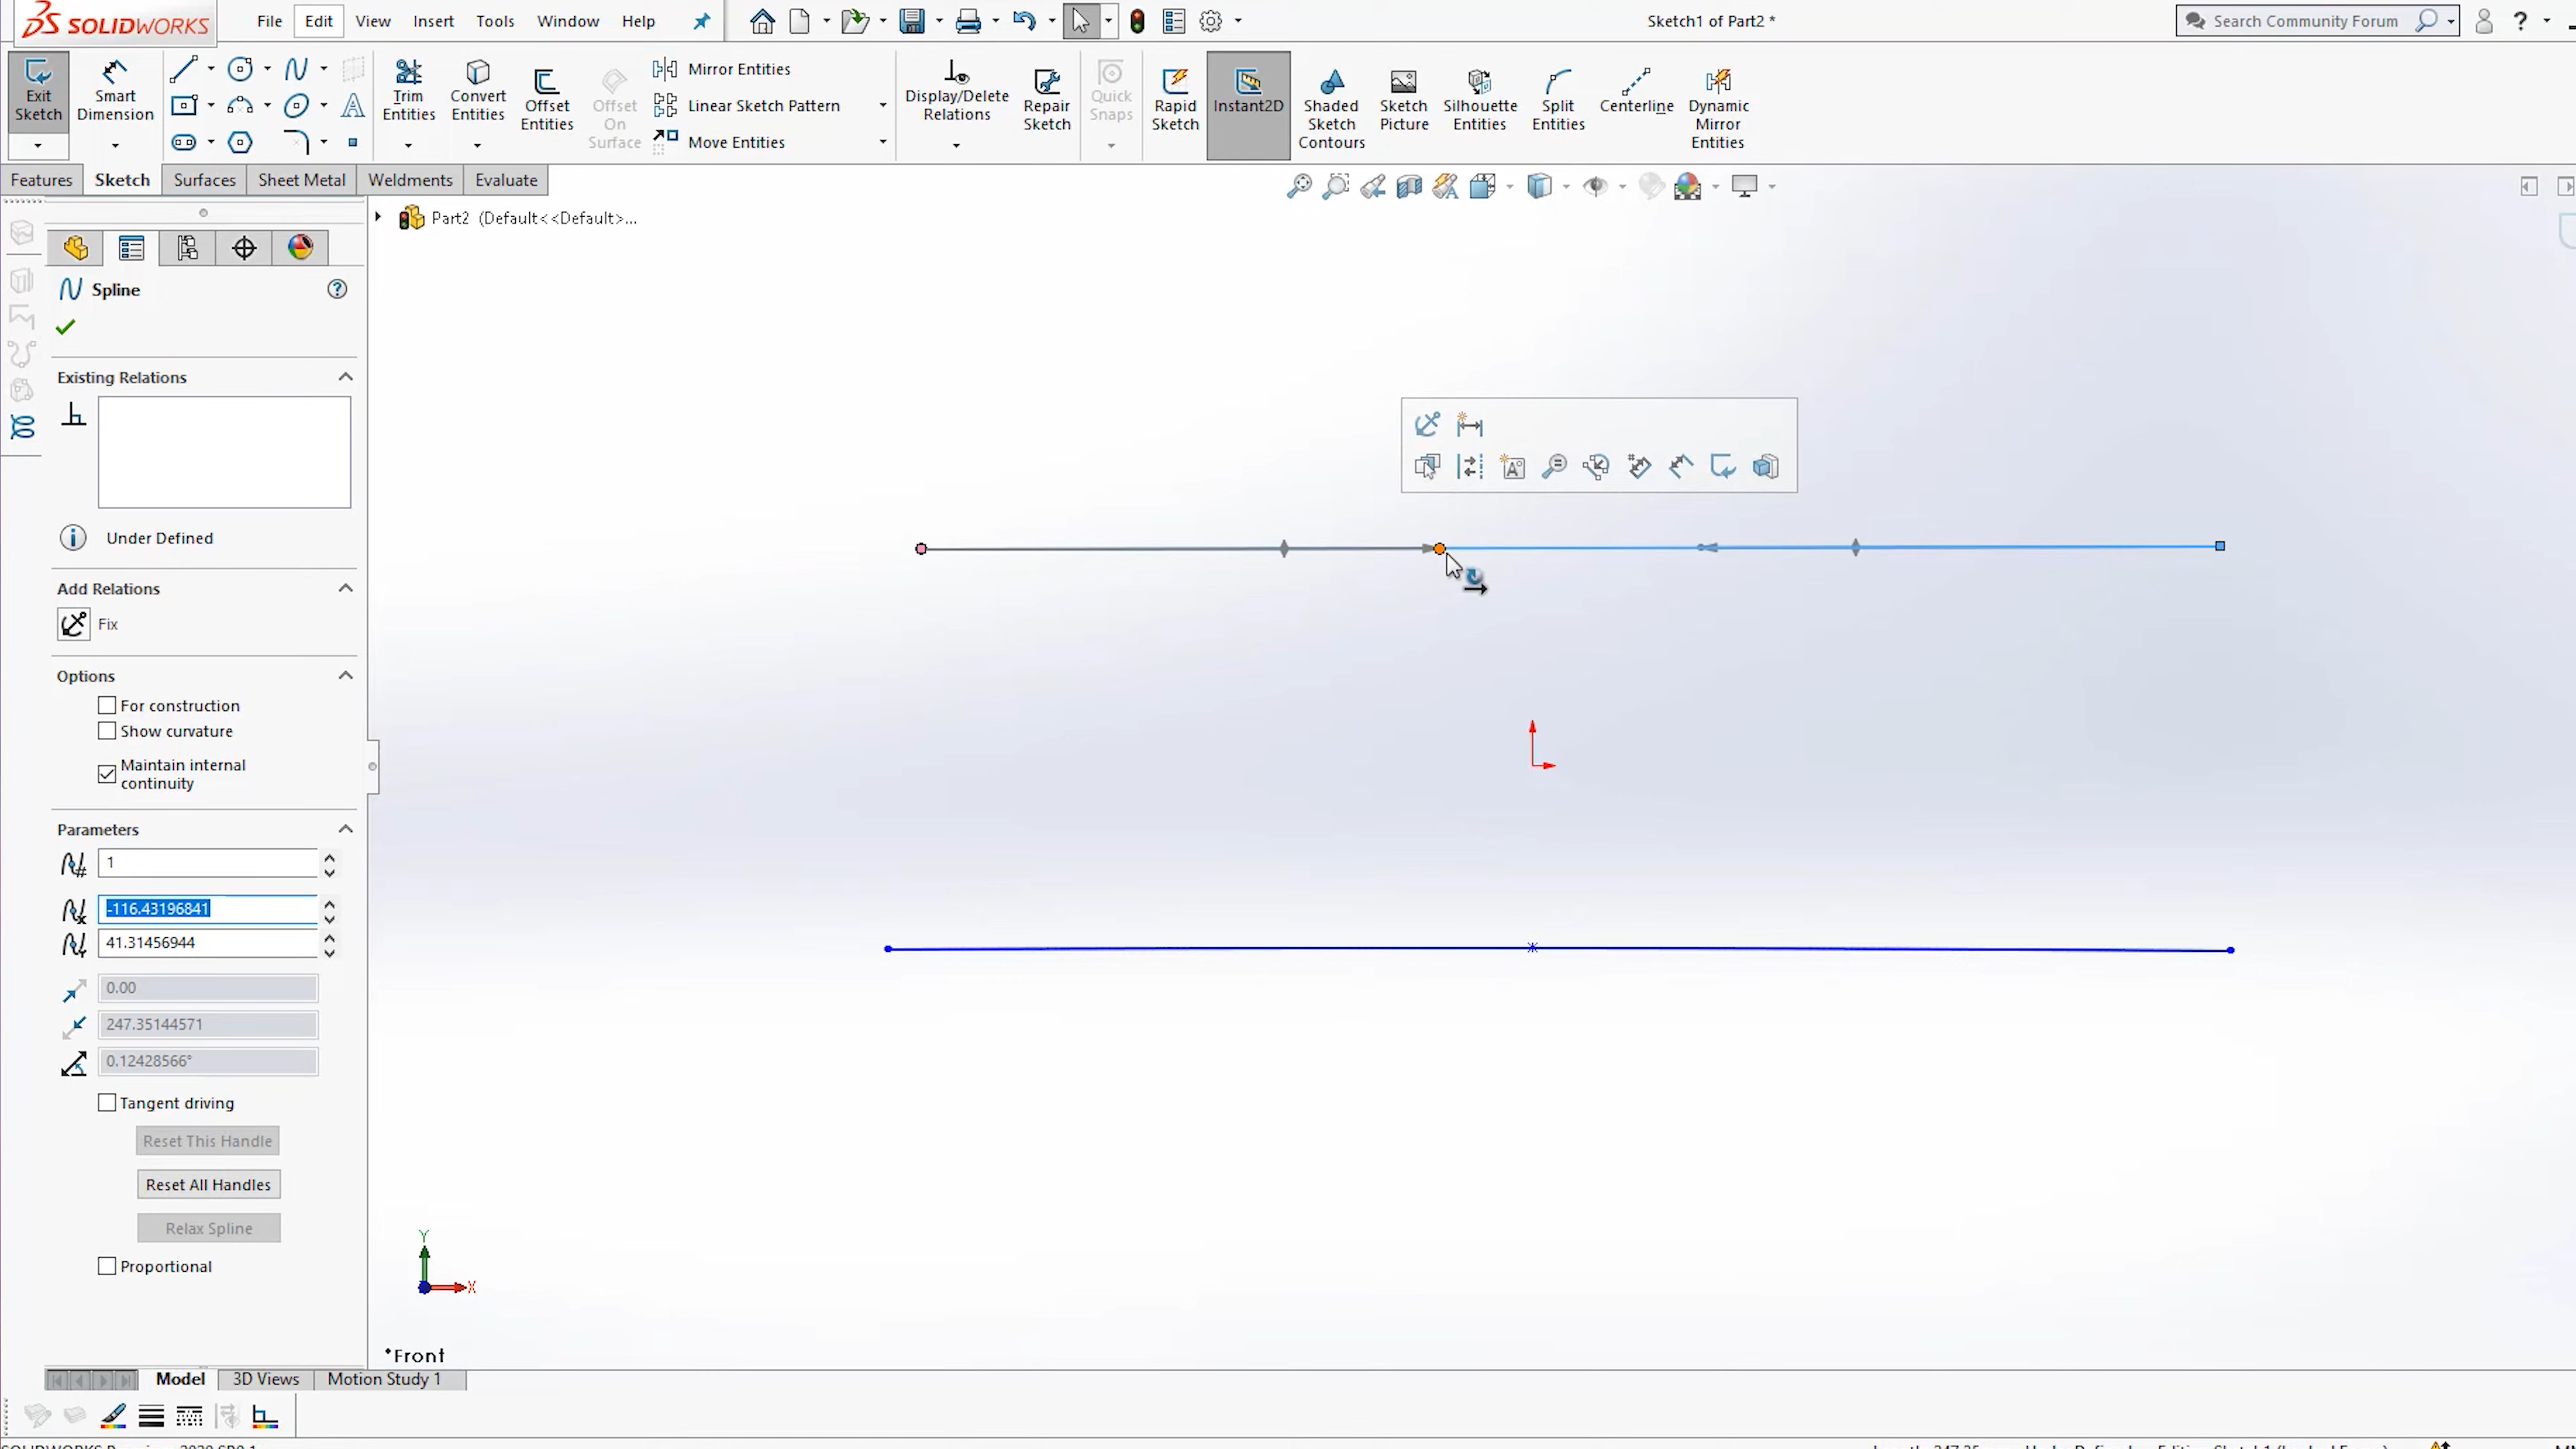 SOLIDWORKS File Edit View Insert Tools Window Help Sketch1 of Part2 * Search Community Forum ?
Exit Sketch
Smart Dimension
Trim Entities
Convert Entities
Offset Entities
Offset On Surface
Mirror Entities
Linear Sketch Pattern
Move Entities
Display/Delete Relations
Repair Sketch
Quick Snaps
Rapid Sketch
Instant2D
Shaded Sketch Contours
Sketch Picture
Silhouette Entities
Split Entities
Centerline
Dynamic Mirror Entities
Features Sketch Surfaces Sheet Metal Weldments Evaluate
Part2 (Default<<Default>...
Spline
Existing Relations
Under Defined
Add Relations
Fix
Options
For construction
Show curvature
Maintain internal
continuity
Parameters
1
-116.43196841
41.31456944
0.00
247.35144571
0.12428566°
Tangent driving
Reset This Handle
Reset All Handles
Relax Spline
Proportional
Y
X
*Front
Model 3D Views Motion Study 1